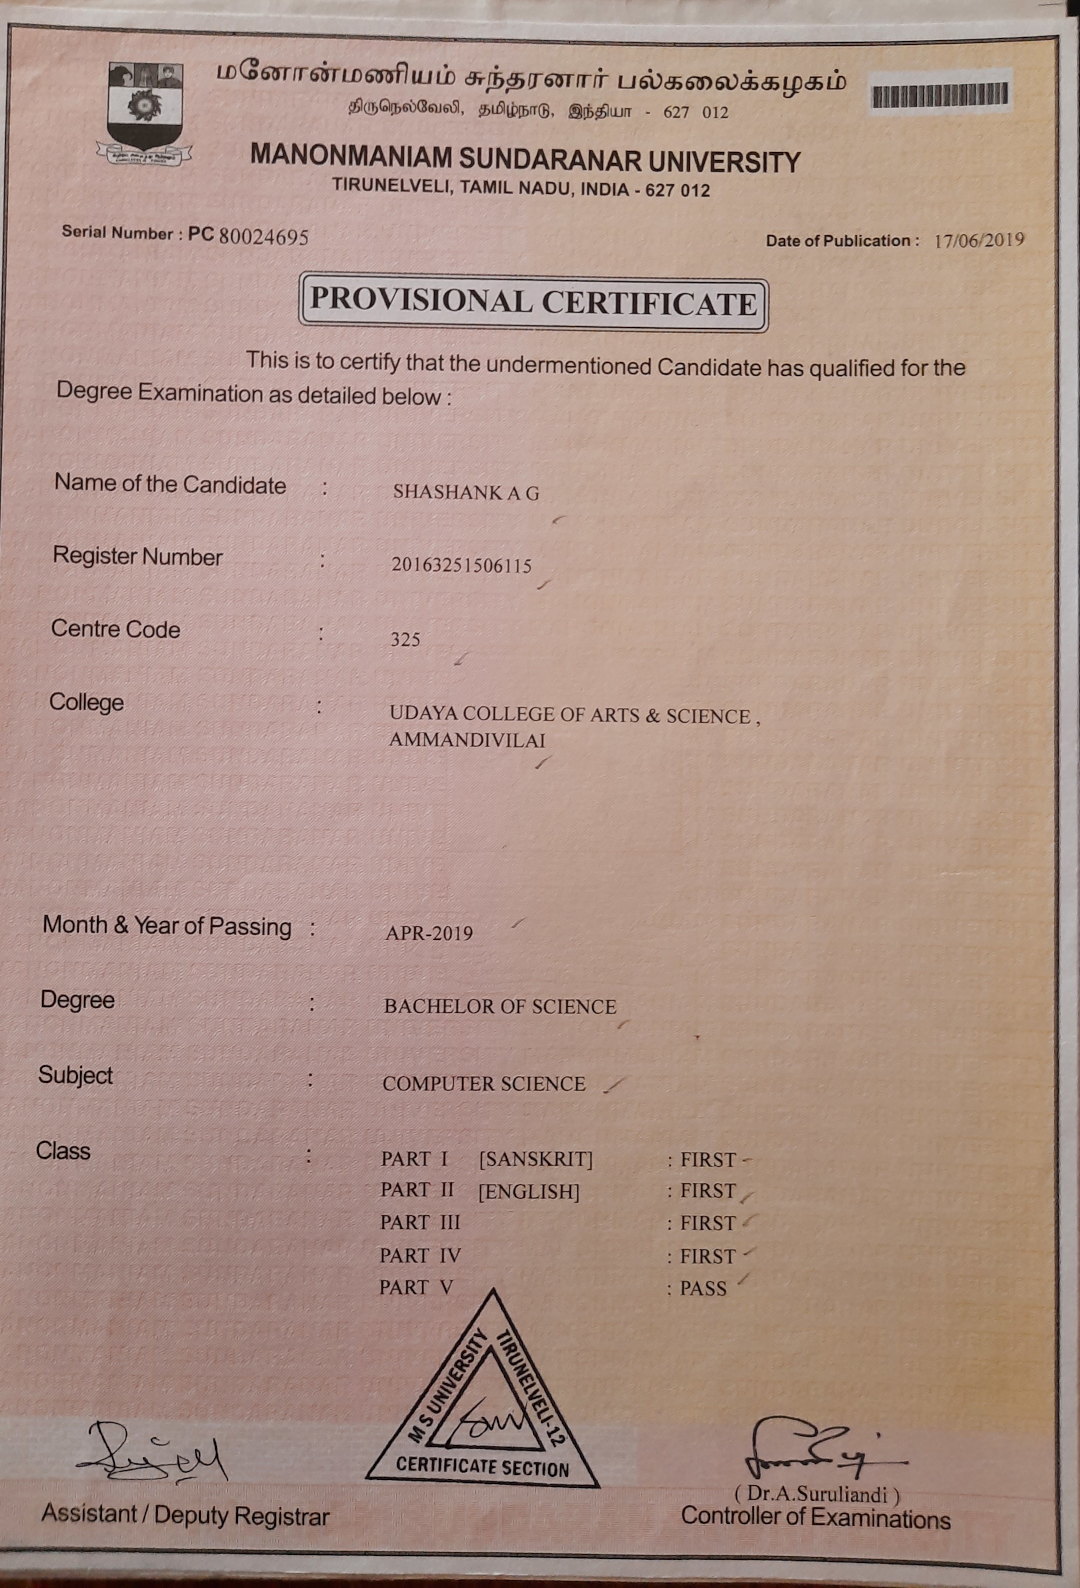 மனோன்மணியம் சுந்தரனார் பல்கலைக்கழகம்
திருநெல்வேலி, தமிழ்நாடு, இந்தியா - 627 012
MANONMANIAM SUNDARANAR UNIVERSITY
TIRUNELVELI, TAMIL NADU, INDIA - 627 012
Serial Number : PC 80024695
Date of Publication : 17/06/2019
PROVISIONAL CERTIFICATE
This is to certify that the undermentioned Candidate has qualified for the
Degree Examination as detailed below :
Name of the Candidate : SHASHANK A G
Register Number : 20163251506115
Centre Code : 325
College : UDAYA COLLEGE OF ARTS & SCIENCE ,
AMMANDIVILAI
Month & Year of Passing : APR-2019
Degree : BACHELOR OF SCIENCE
Subject : COMPUTER SCIENCE
Class : PART I [SANSKRIT] : FIRST
PART II [ENGLISH] : FIRST
PART III : FIRST
PART IV : FIRST
PART V : PASS
M S UNIVERSITY
TIRUNELVELI-12
CERTIFICATE SECTION
Assistant / Deputy Registrar
( Dr.A.Suruliandi )
Controller of Examinations